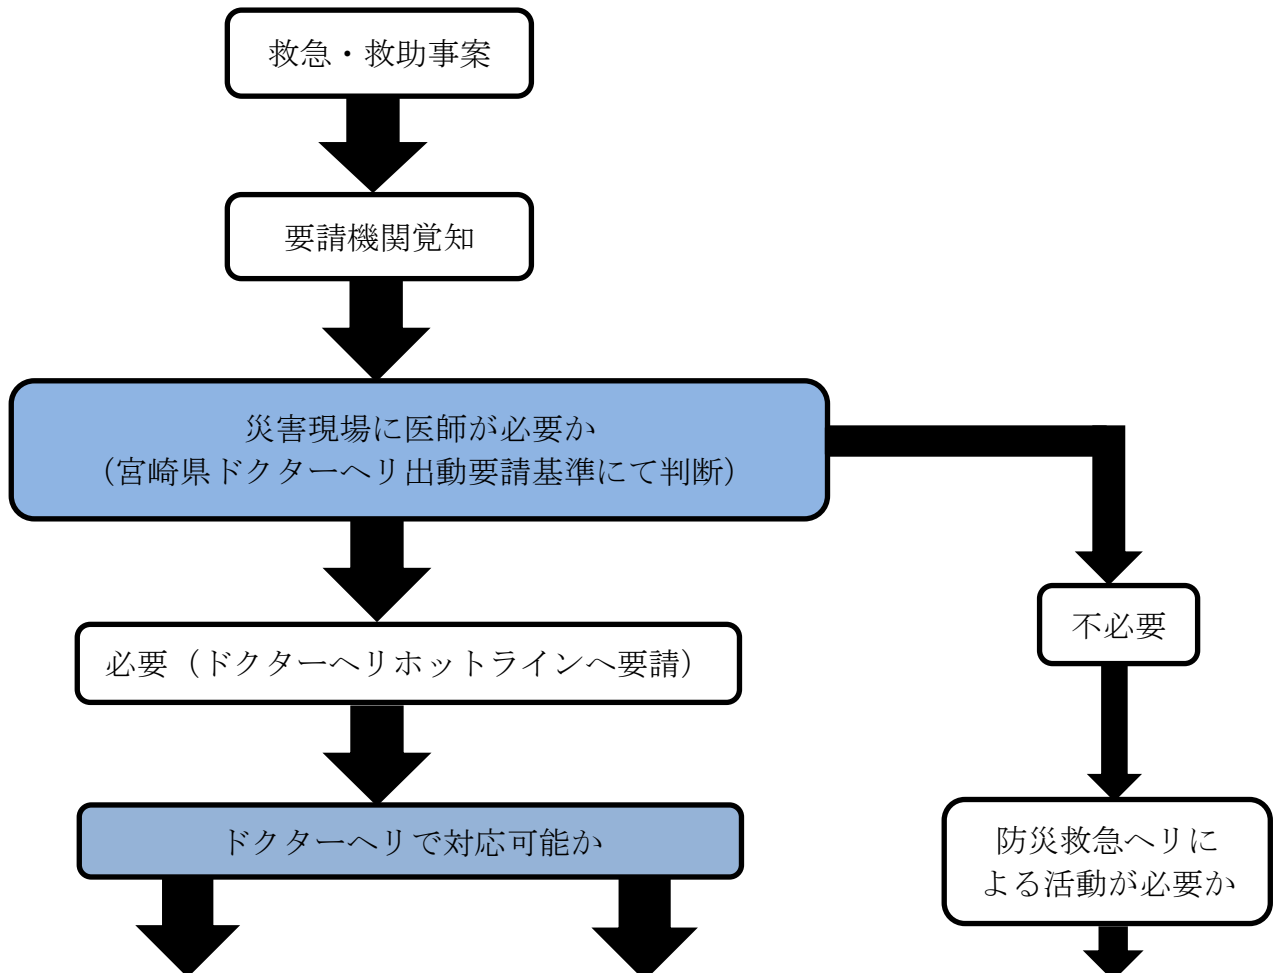 救急・救助事案
要請機関覚知
災害現場に医師が必要か
（宮崎県ドクターヘリ出動要請基準にて判断）
不必要
必要（ドクターヘリホットラインへ要請）
ドクターヘリで対応可能か
防災救急ヘリに
よる活動が必要か